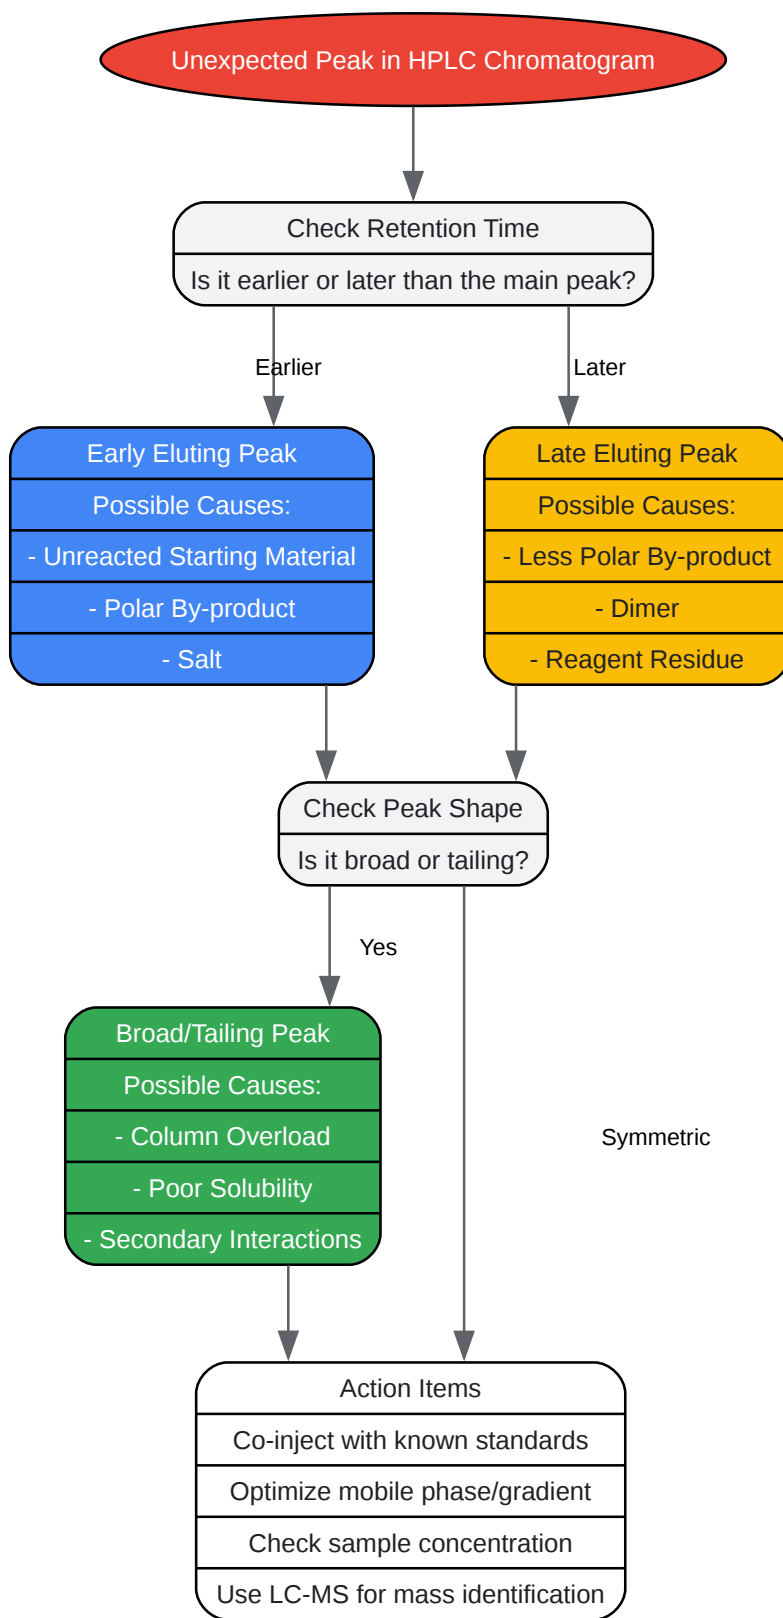 Unexpected Peak in HPLC Chromatogram
Check Retention Time
Is it earlier or later than the main peak?
Earlier
Later
Early Eluting Peak
Possible Causes:
- Unreacted Starting Material
- Polar By-product
- Salt
Late Eluting Peak
Possible Causes:
- Less Polar By-product
- Dimer
- Reagent Residue
Check Peak Shape
Is it broad or tailing?
Yes
Broad/Tailing Peak
Possible Causes:
- Column Overload
- Poor Solubility
- Secondary Interactions
Symmetric
Action Items
Co-inject with known standards
Optimize mobile phase/gradient
Check sample concentration
Use LC-MS for mass identification